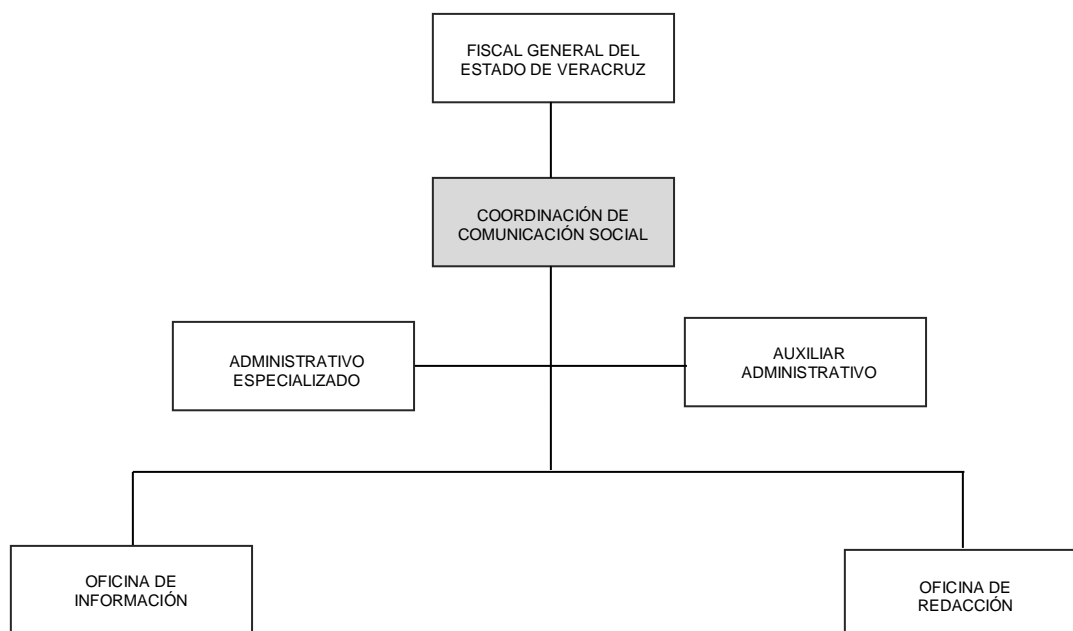 FISCAL GENERAL DEL
ESTADO DE VERACRUZ
COORDINACIÓN DE
COMUNICACIÓN SOCIAL
ADMINISTRATIVO
ESPECIALIZADO
AUXILIAR
ADMINISTRATIVO
OFICINA DE
INFORMACIÓN
OFICINA DE
REDACCIÓN